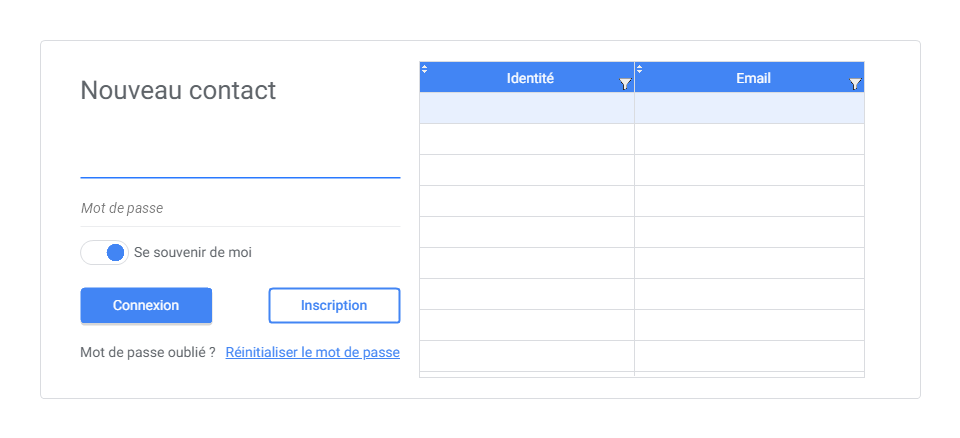 Nouveau contact
Mot de passe
Se souvenir de moi
Connexion
Inscription
Mot de passe oublié ? Réinitialiser le mot de passe
Identité
Email